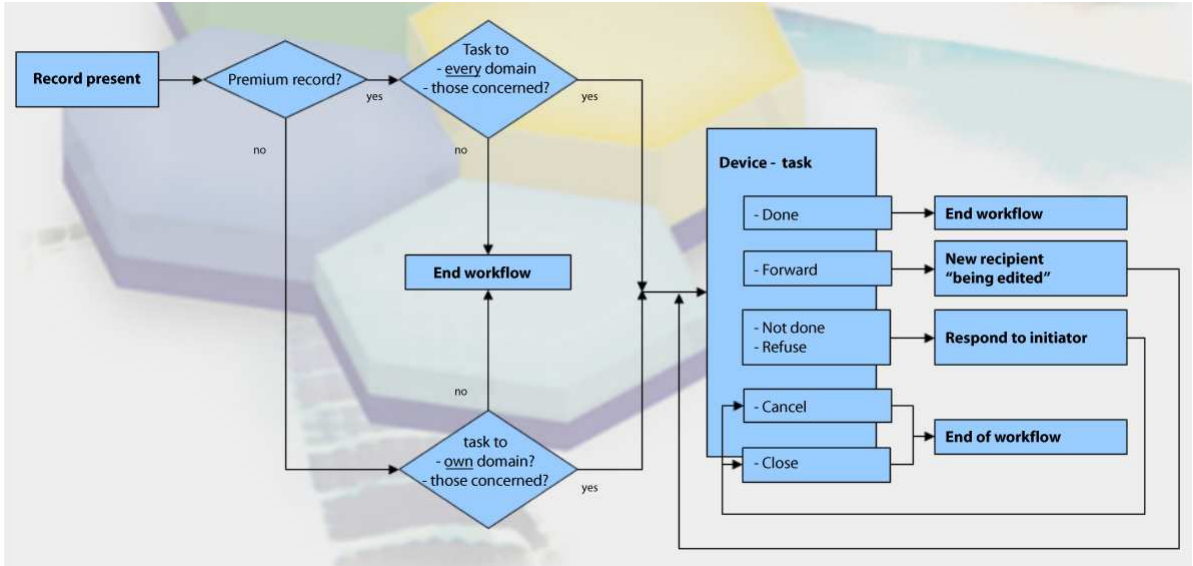 Record present
Premium record?
yes
no
Task to
- every domain
- those concerned?
yes
no
End workflow
no
task to
- own domain?
- those concerned?
yes
Device - task
- Done
End workflow
- Forward
New recipient
“being edited”
- Not done
- Refuse
Respond to initiator
- Cancel
- Close
End of workflow